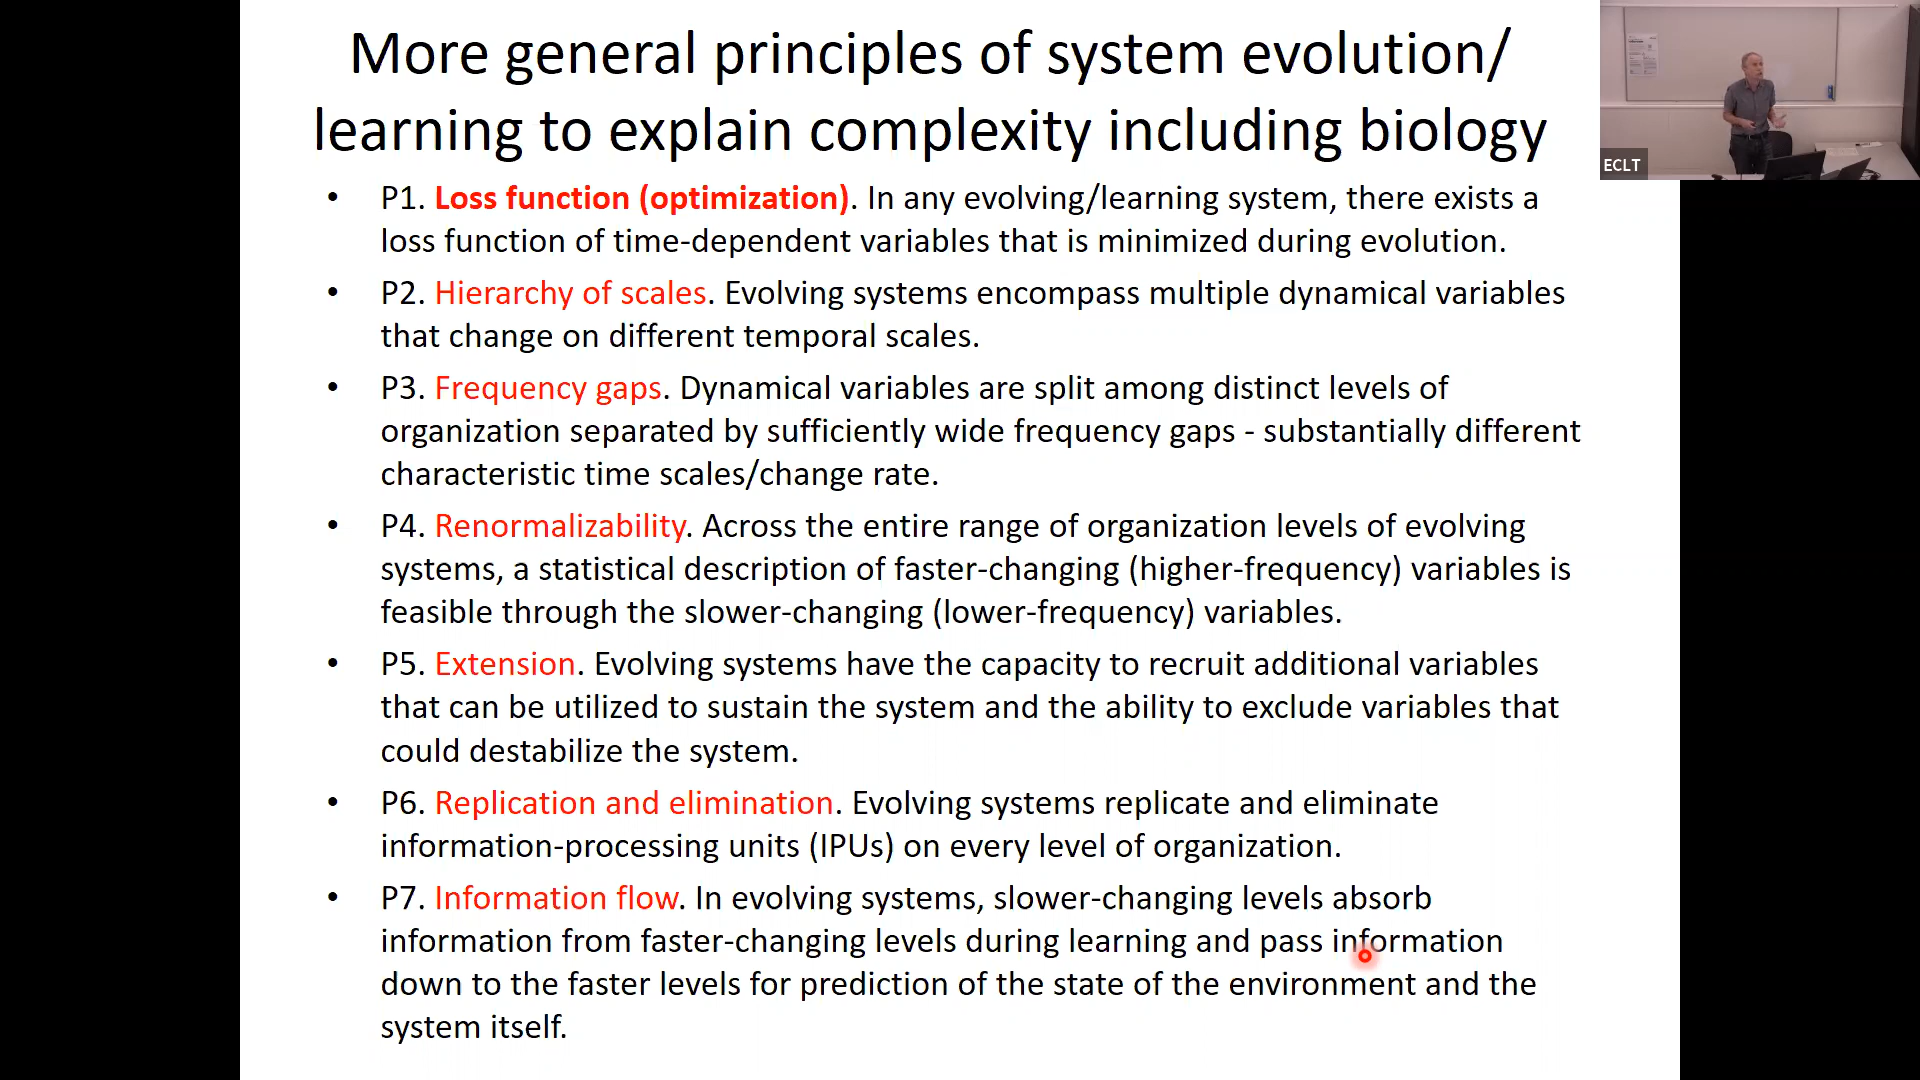 More general principles of system evolution/
learning to explain complexity including biology
ECLT
• P1. Loss function (optimization). In any evolving/learning system, there exists a
loss function of time-dependent variables that is minimized during evolution.
• P2. Hierarchy of scales. Evolving systems encompass multiple dynamical variables
that change on different temporal scales.
• P3. Frequency gaps. Dynamical variables are split among distinct levels of
organization separated by sufficiently wide frequency gaps - substantially different
characteristic time scales/change rate.
• P4. Renormalizability. Across the entire range of organization levels of evolving
systems, a statistical description of faster-changing (higher-frequency) variables is
feasible through the slower-changing (lower-frequency) variables.
• P5. Extension. Evolving systems have the capacity to recruit additional variables
that can be utilized to sustain the system and the ability to exclude variables that
could destabilize the system.
• P6. Replication and elimination. Evolving systems replicate and eliminate
information-processing units (IPUs) on every level of organization.
• P7. Information flow. In evolving systems, slower-changing levels absorb
information from faster-changing levels during learning and pass information
down to the faster levels for prediction of the state of the environment and the
system itself.